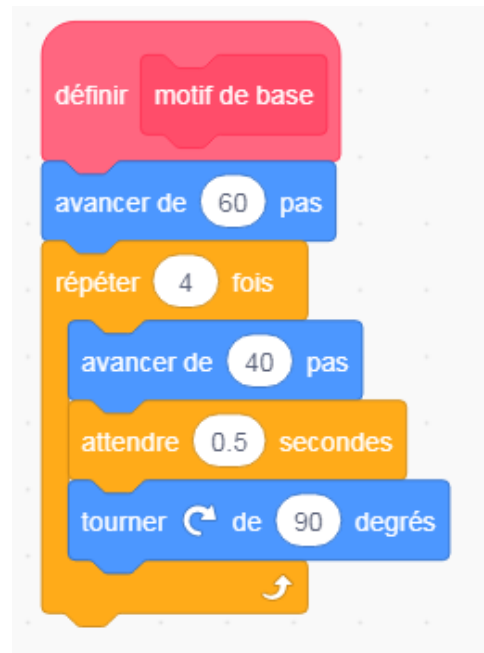 définir motif de base
avancer de 60 pas
répéter 4 fois
avancer de 40 pas
attendre 0.5 secondes
tourner de 90 degrés